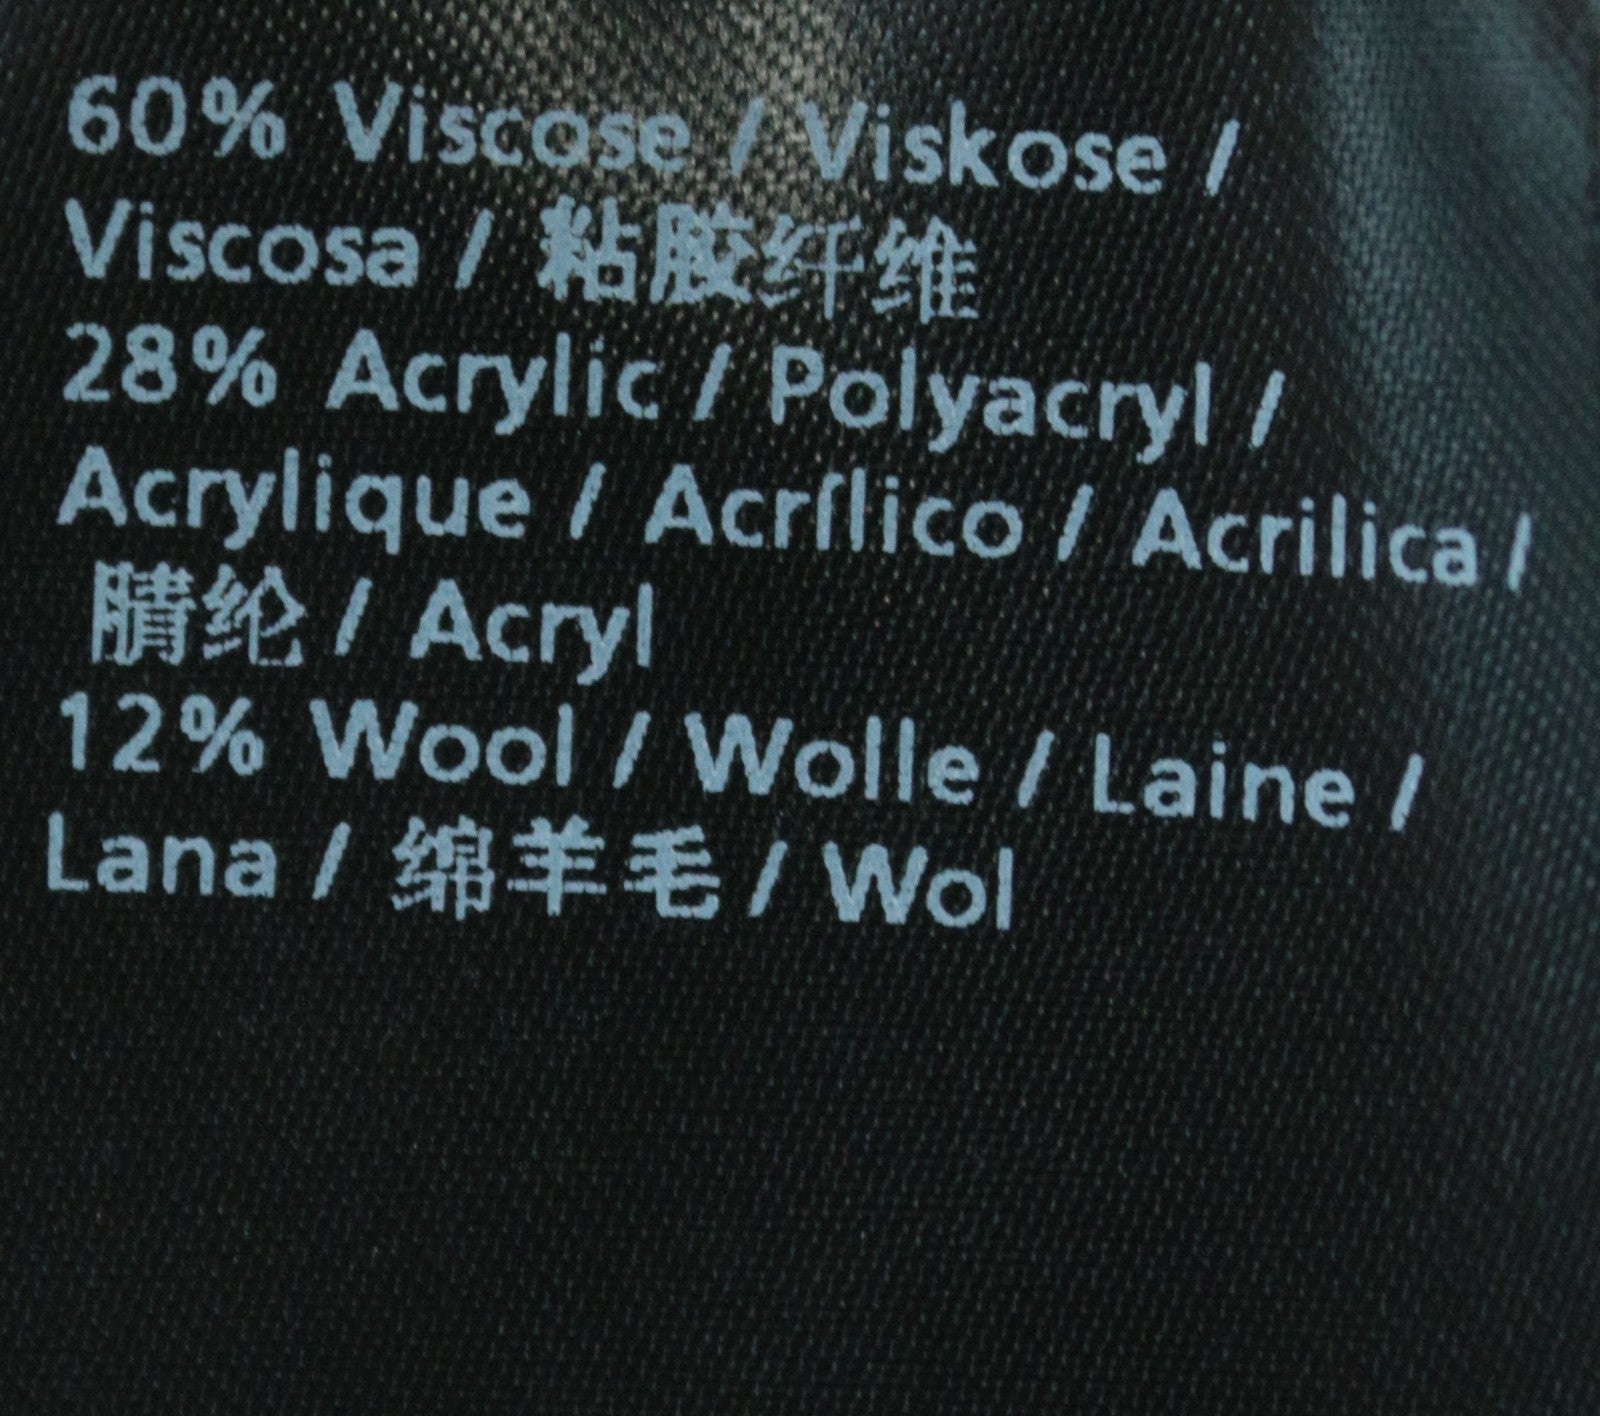 60% Viscose / Viskose /
Viscosa / 粘胶纤维
28% Acrylic / Polyacryl /
Acrylique / Acrílico / Acrilica /
腈纶 / Acryl
12% Wool / Wolle / Laine /
Lana / 绵羊毛 / Wol